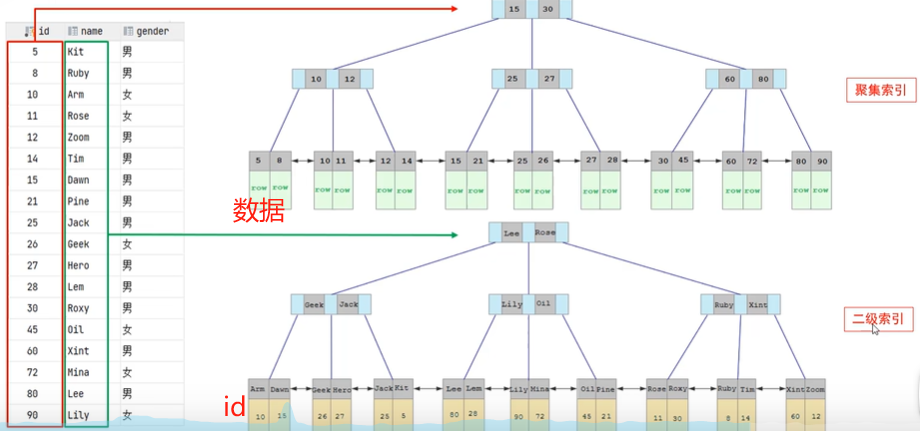 id name gender
5 Kit 男
8 Ruby 男
10 Arm 女
11 Rose 女
12 Zoom 男
14 Tim 男
15 Dawn 男
21 Pine 男
25 Jack 男
26 Geek 女
27 Hero 男
28 Lem 男
30 Roxy 男
45 Oil 女
60 Xint 男
72 Mina 女
80 Lee 男
90 Lily 女
15 30
10 12 25 27 60 80
聚集索引
5 8 10 11 12 14 15 21 25 26 27 28 30 45 60 72 80 90
row row row row row row row row row row row row row row row row row row
数据
Lee Rose
Geek Jack Lily Oil Ruby Xint
二级索引
Arm Dawn Geek Hero Jack Kit Lee Lem Lily Mina Oil Pine Rose Roxy Ruby Tim Xint Zoom
id
10 15 26 27 25 5 80 28 90 72 45 21 11 30 8 14 60 12